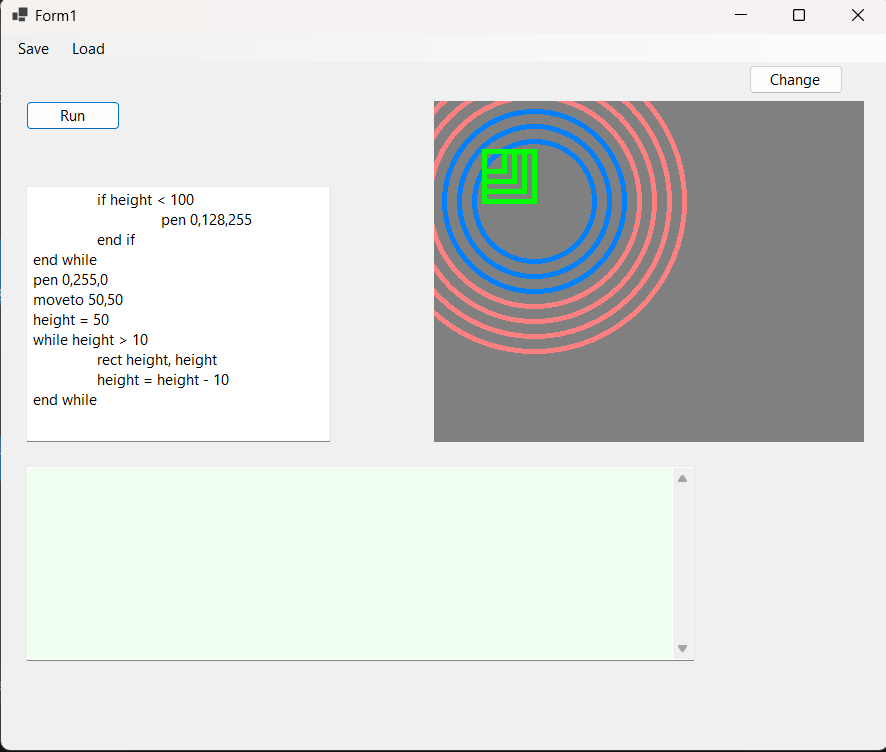 Form1
Save Load
Change
Run
if height < 100
pen 0,128,255
end if
end while
pen 0,255,0
moveto 50,50
height = 50
while height > 10
rect height, height
height = height - 10
end while